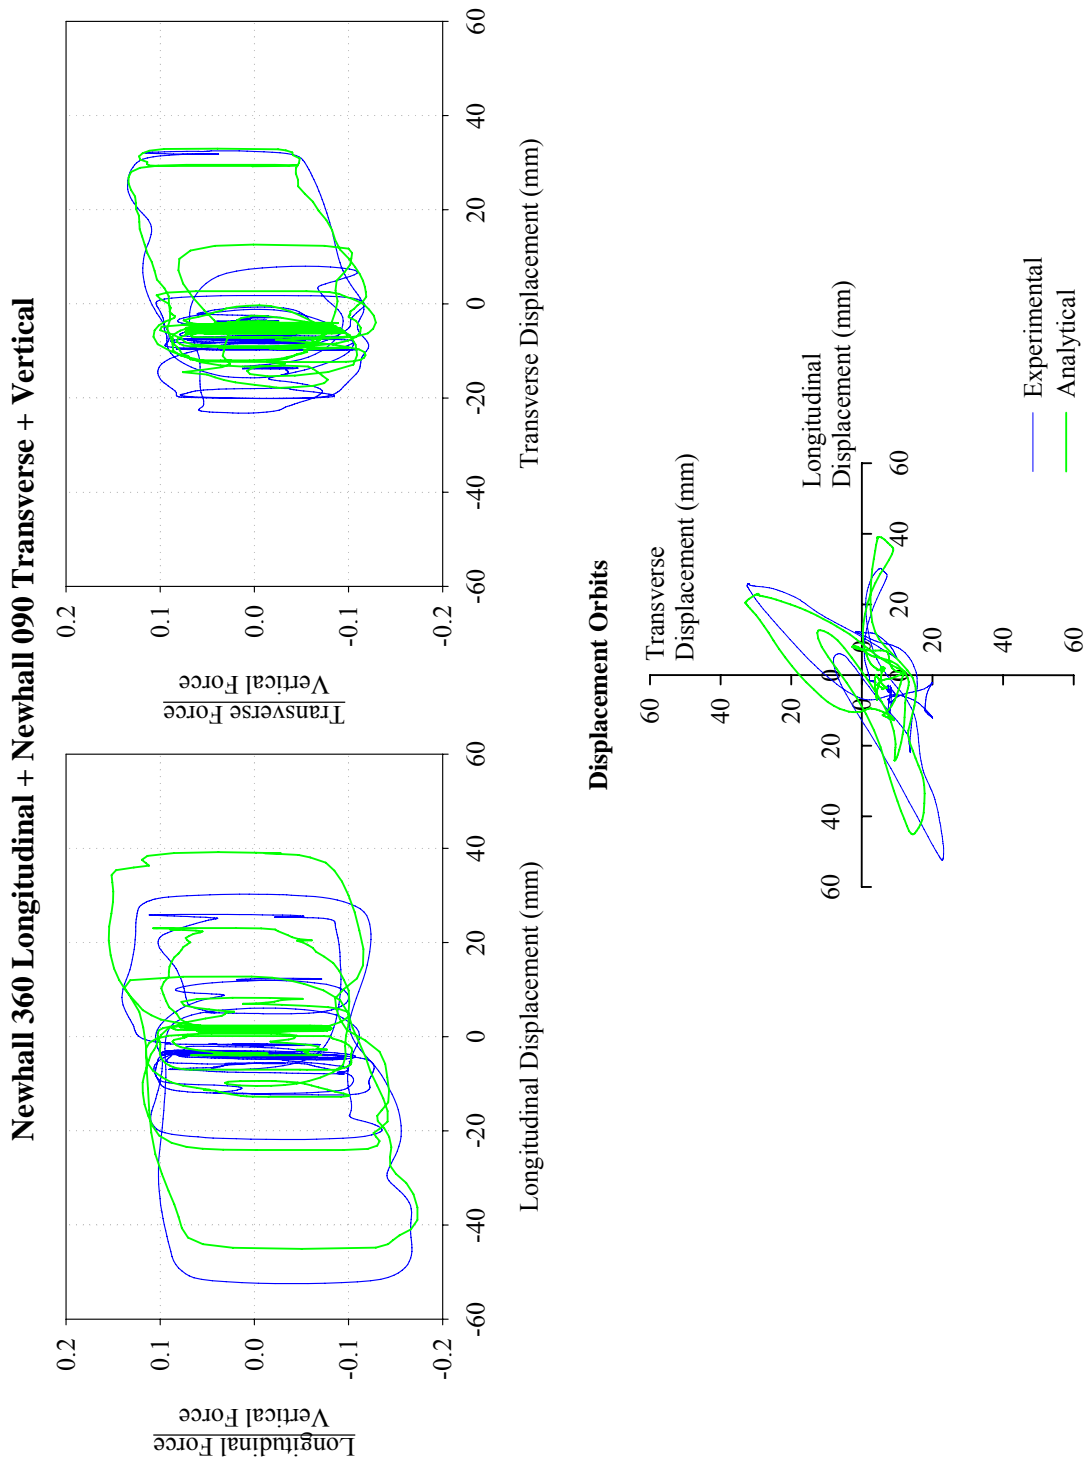 Newhall 360 Longitudinal + Newhall 090 Transverse + Vertical
0.2
0.1
0.0
-0.1
-0.2
Longitudinal Force
Vertical Force
-60
-40
-20
0
20
40
60
Longitudinal Displacement (mm)
0.2
0.1
0.0
-0.1
-0.2
Transverse Force
Vertical Force
-60
-40
-20
0
20
40
60
Transverse Displacement (mm)
Displacement Orbits
Transverse
Displacement (mm)
60
40
20
0
0
20
40
60
Longitudinal
Displacement (mm)
60
40
20
0
0
20
40
60
Experimental
Analytical